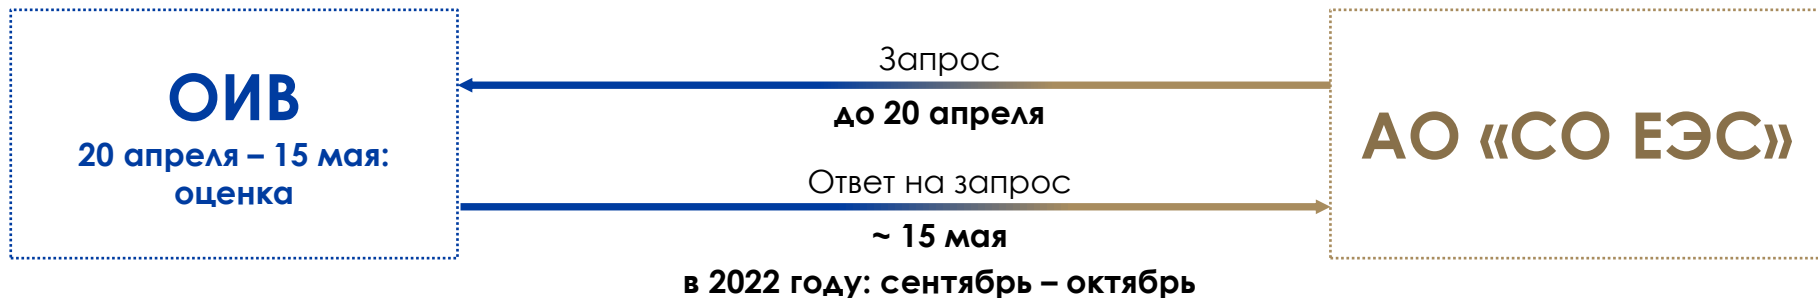 ОИВ
20 апреля – 15 мая:
оценка
Запрос
до 20 апреля
Ответ на запрос
~ 15 мая
в 2022 году: сентябрь – октябрь
АО «СО ЕЭС»